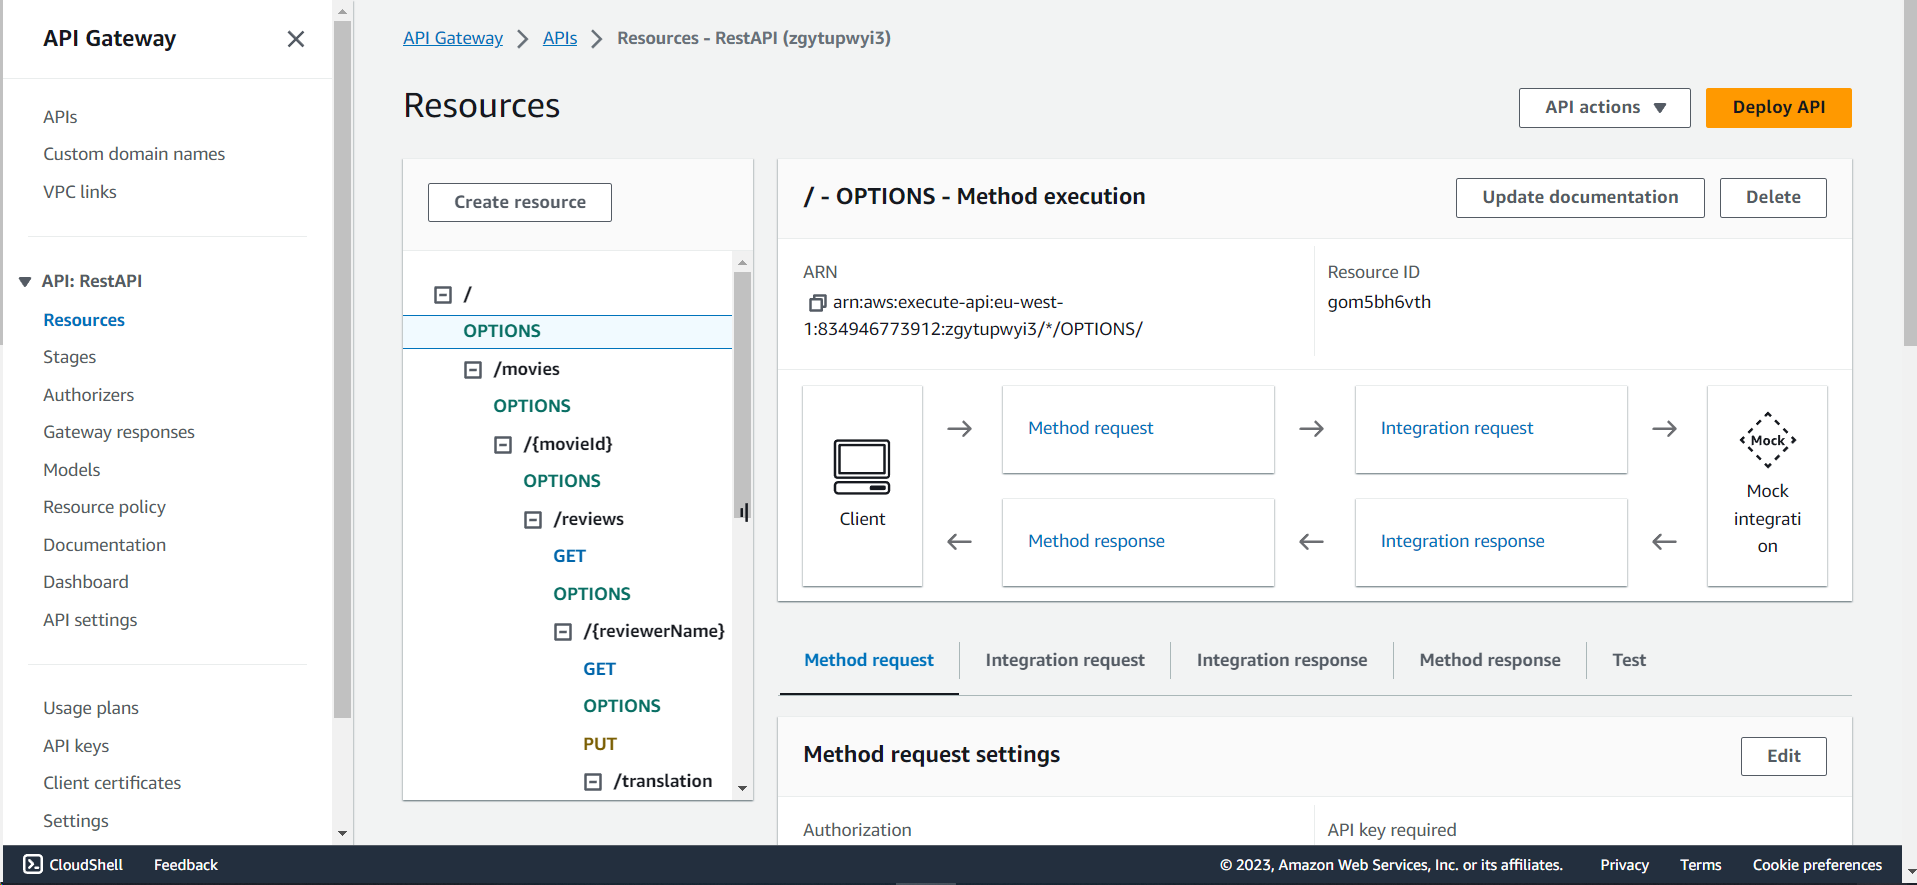 API Gateway
APIs
Custom domain names
VPC links
API: RestAPI
Resources
Stages
Authorizers
Gateway responses
Models
Resource policy
Documentation
Dashboard
API settings
Usage plans
API keys
Client certificates
Settings
API Gateway > APIs > Resources - RestAPI (zgytupwyi3)
Resources
API actions
Deploy API
Create resource
/
OPTIONS
/movies
OPTIONS
/{movieId}
OPTIONS
/reviews
GET
OPTIONS
/{reviewerName}
GET
OPTIONS
PUT
/translation
/ - OPTIONS - Method execution
Update documentation
Delete
ARN
arn:aws:execute-api:eu-west-
1:834946773912:zgytupwyi3/*/OPTIONS/
Resource ID
gom5bh6vth
Client
Method request
Integration request
Method response
Integration response
Mock
Mock
integrati
on
Method request
Integration request
Integration response
Method response
Test
Method request settings
Edit
Authorization
API key required
CloudShell
Feedback
© 2023, Amazon Web Services, Inc. or its affiliates.
Privacy
Terms
Cookie preferences